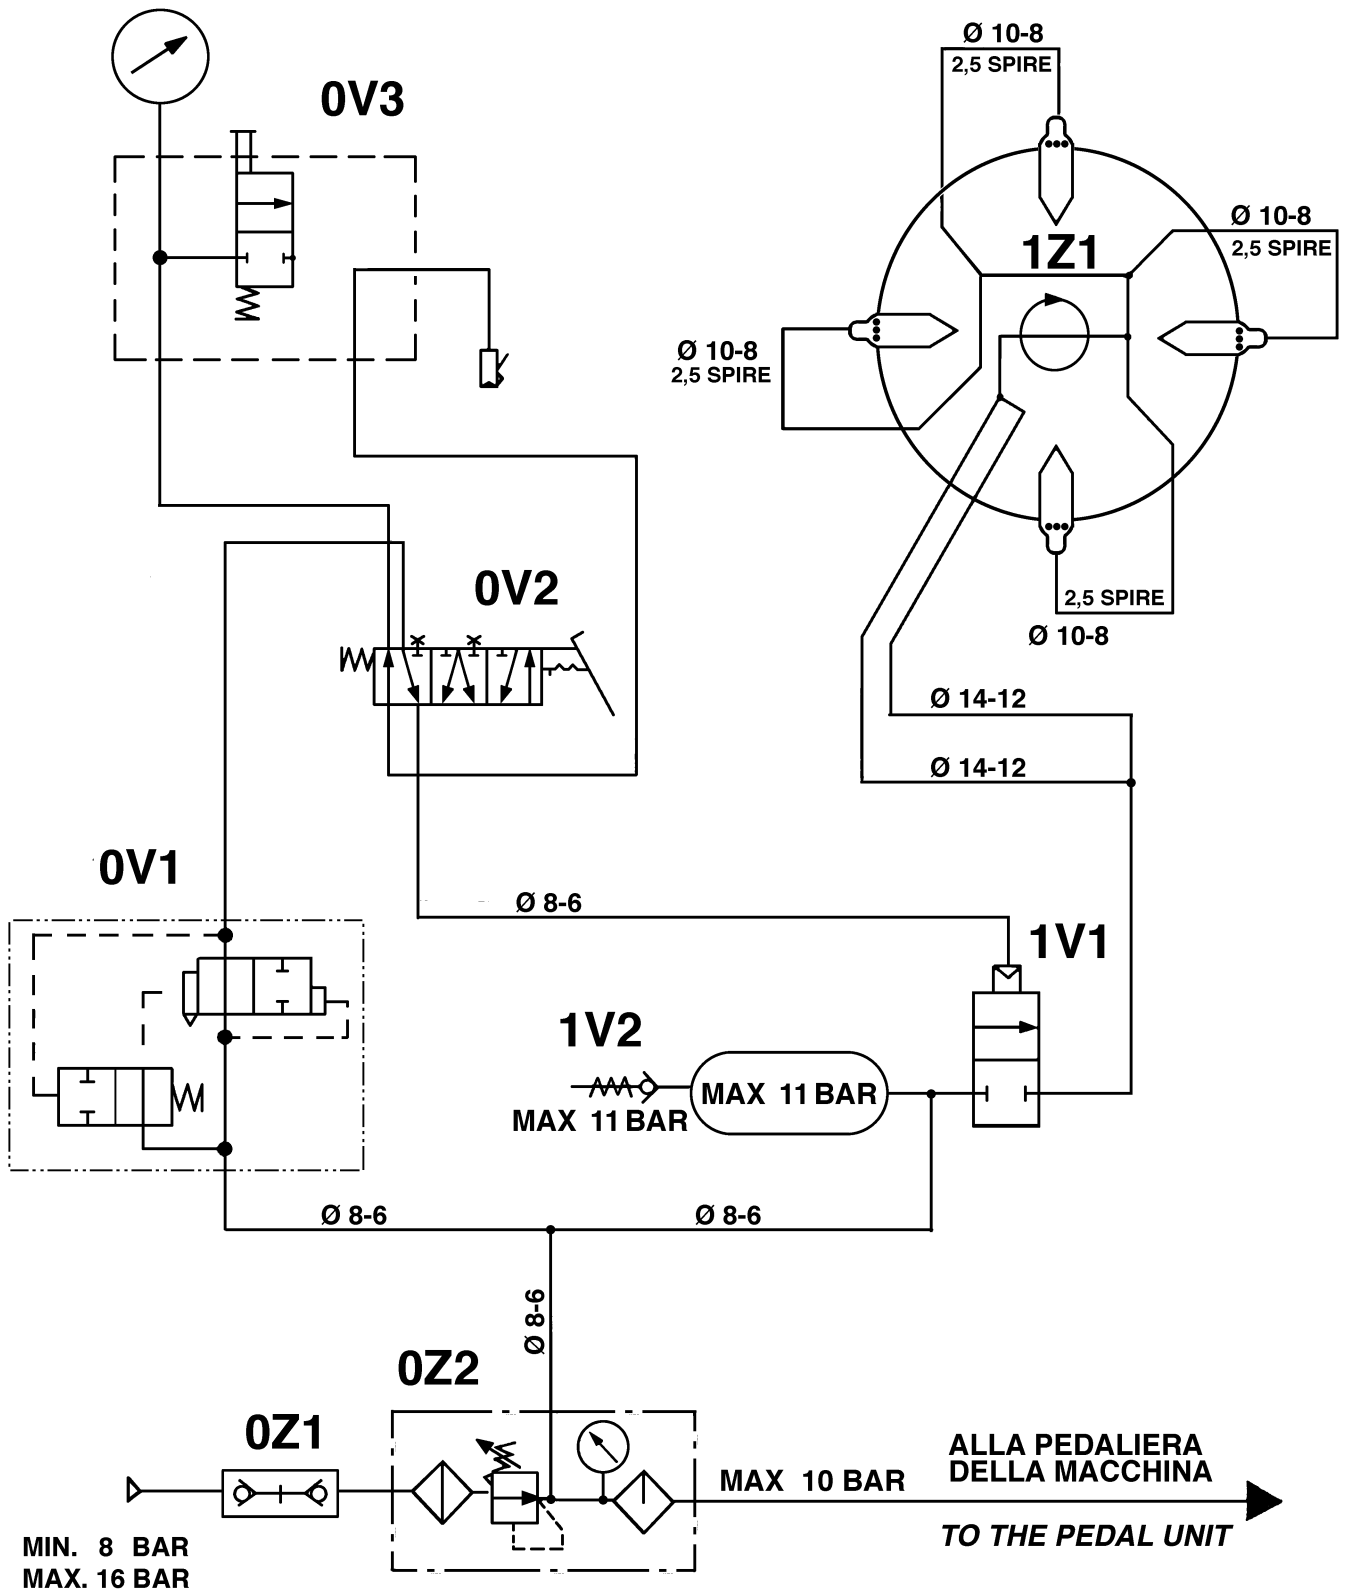 Ø 10-8
2,5 SPIRE
0V3
Ø 10-8
2,5 SPIRE
1Z1
Ø 10-8
2,5 SPIRE
0V2
2,5 SPIRE
Ø 10-8
Ø 14-12
Ø 14-12
0V1
Ø 8-6
1V1
1V2
MAX 11 BAR
MAX 11 BAR
Ø 8-6
Ø 8-6
Ø 8-6
0Z2
0Z1
ALLA PEDALIERA
DELLA MACCHINA
MAX 10 BAR
TO THE PEDAL UNIT
MIN. 8 BAR
MAX. 16 BAR